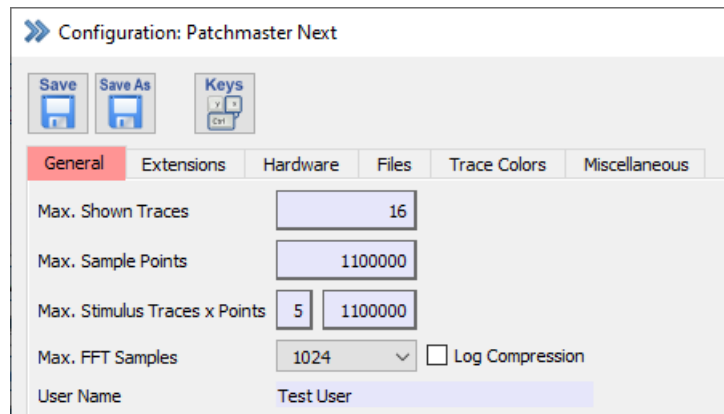 Configuration: Patchmaster Next
Save Save As Keys
Y X
Ctrl
General Extensions Hardware Files Trace Colors Miscellaneous
Max. Shown Traces 16
Max. Sample Points 1100000
Max. Stimulus Traces x Points 5 1100000
Max. FFT Samples 1024 Log Compression
User Name Test User